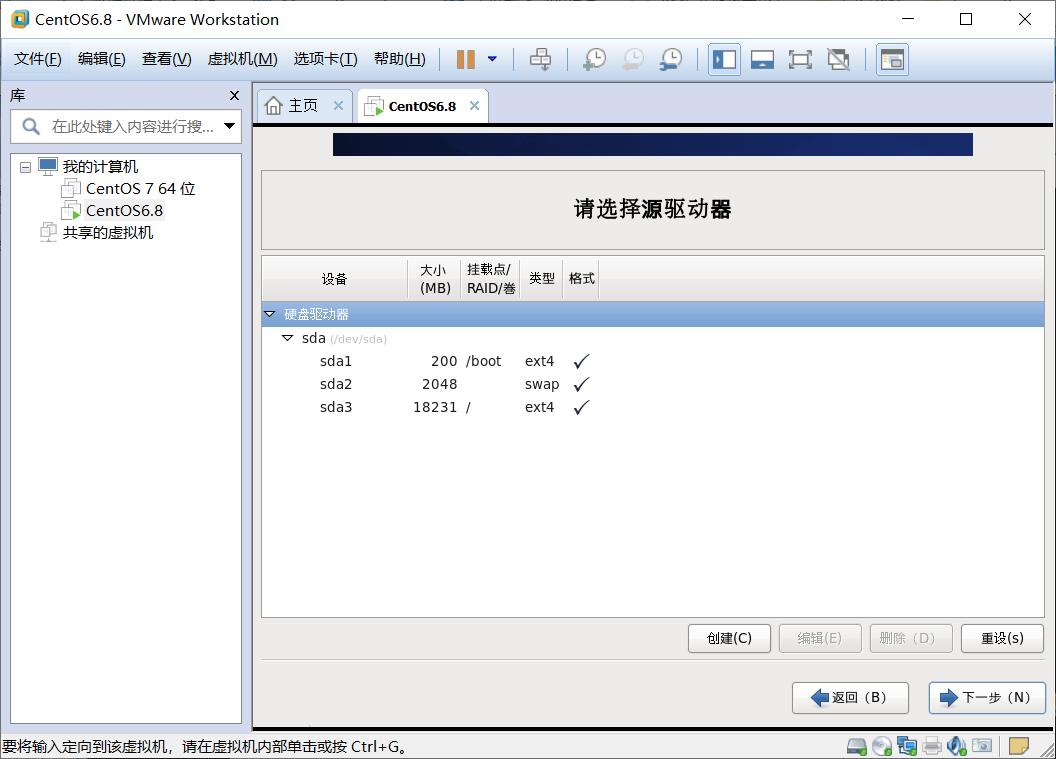 CentOS6.8 - VMware Workstation
文件(F) 编辑(E) 查看(V) 虚拟机(M) 选项卡(T) 帮助(H)
库
在此处键入内容进行搜...
我的计算机
CentOS 7 64 位
CentOS6.8
共享的虚拟机
主页 CentOS6.8
请选择源驱动器
设备 大小 (MB) 挂载点/ RAID/卷 类型 格式
硬盘驱动器
sda (/dev/sda)
sda1 200 /boot ext4
sda2 2048 swap
sda3 18231 / ext4
创建(C) 编辑(E) 删除（D） 重设(s)
返回（B） 下一步（N）
要将输入定向到该虚拟机，请在虚拟机内部单击或按 Ctrl+G。